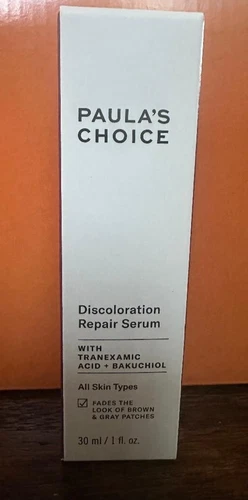 PAULA'S
CHOICE
Discoloration
Repair Serum
WITH
TRANEXAMIC
ACID + BAKUCHIOL
All Skin Types
FADES THE
LOOK OF BROWN
& GRAY PATCHES
30 ml / 1 fl. oz.